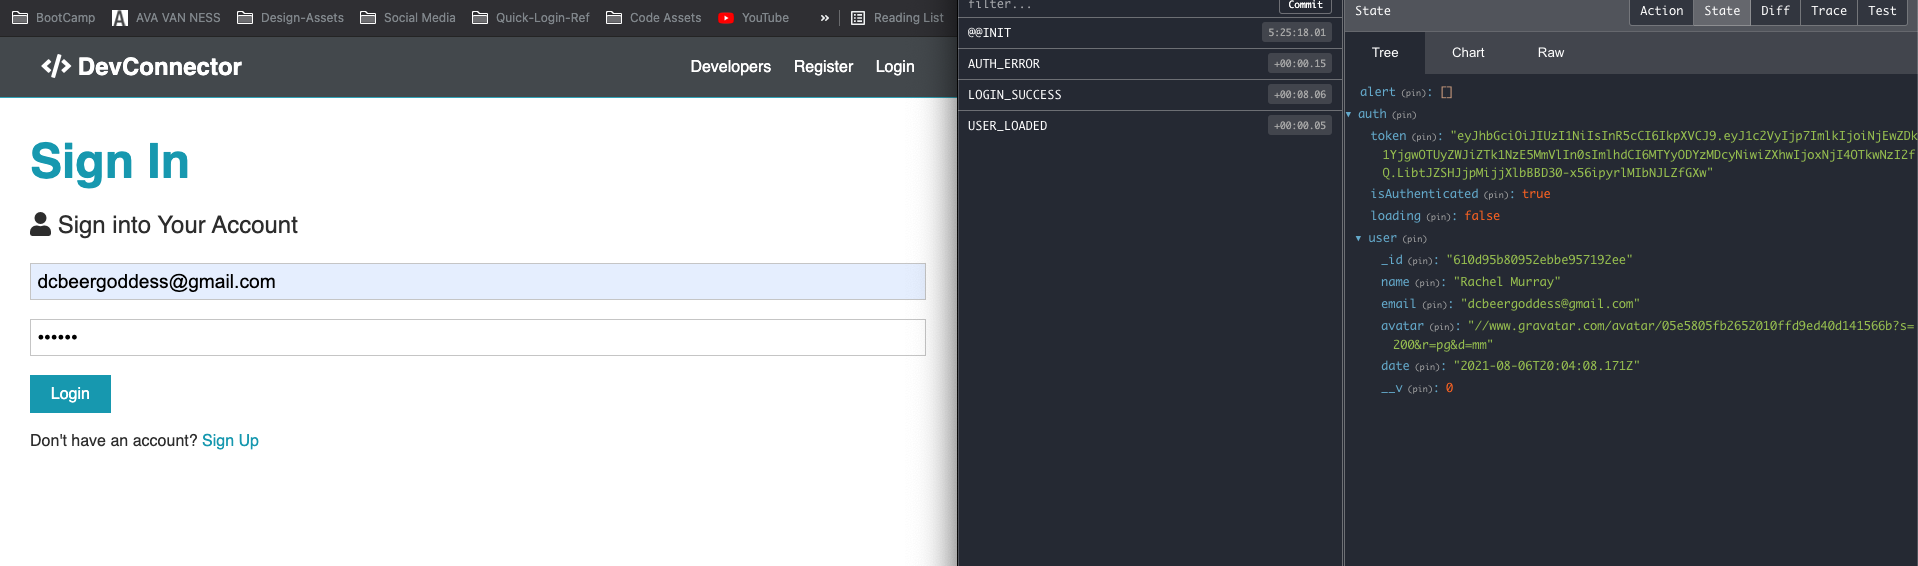 BootCamp AVA VAN NESS Design-Assets Social Media Quick-Login-Ref Code Assets YouTube » Reading List
</> DevConnector Developers Register Login
Sign In
Sign into Your Account
dcbeergoddess@gmail.com
••••••
Login
Don't have an account? Sign Up
filter... Commit
@@INIT 5:25:18.01
AUTH_ERROR +00:00.15
LOGIN_SUCCESS +00:08.06
USER_LOADED +00:00.05
State Action State Diff Trace Test
Tree Chart Raw
alert (pin): []
auth (pin)
token (pin): "eyJhbGciOiJIUzI1NiIsInR5cCI6IkpXVCJ9.eyJ1c2VyIjp7ImlkIjoiNjEwZDk
1YjgwOTUyZWJiZTk1NzE5MmVlIn0sImlhdCI6MTYyODYzMDcyNiwiZXhwIjoxNjI4OTkwNzI2f
Q.LibtJZSHJjpMijjXlbBBD30-x56ipyrlMIbNJLZfGXw"
isAuthenticated (pin): true
loading (pin): false
user (pin)
_id (pin): "610d95b80952ebbe957192ee"
name (pin): "Rachel Murray"
email (pin): "dcbeergoddess@gmail.com"
avatar (pin): "//www.gravatar.com/avatar/05e5805fb2652010ffd9ed40d141566b?s=
200&r=pg&d=mm"
date (pin): "2021-08-06T20:04:08.171Z"
__v (pin): 0